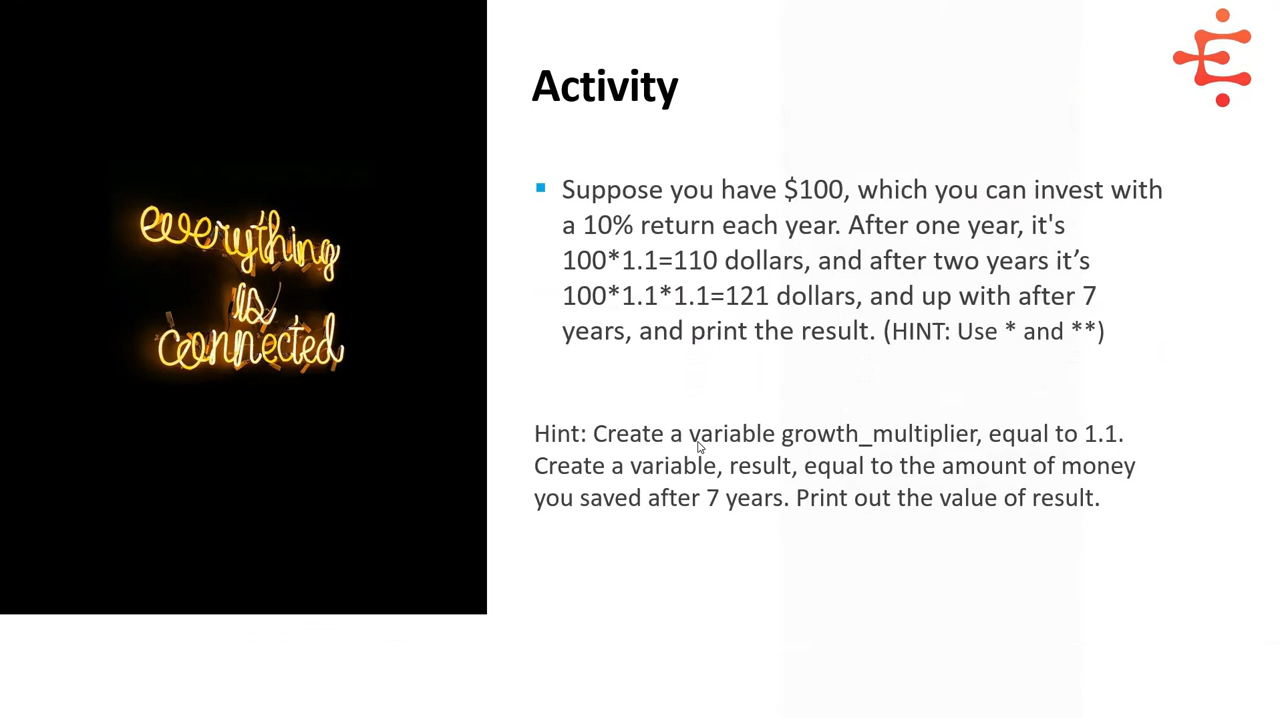 everything
is
connected
Activity
Suppose you have $100, which you can invest with
a 10% return each year. After one year, it's
100*1.1=110 dollars, and after two years it’s
100*1.1*1.1=121 dollars, and up with after 7
years, and print the result. (HINT: Use * and **)
Hint: Create a variable growth_multiplier, equal to 1.1.
Create a variable, result, equal to the amount of money
you saved after 7 years. Print out the value of result.